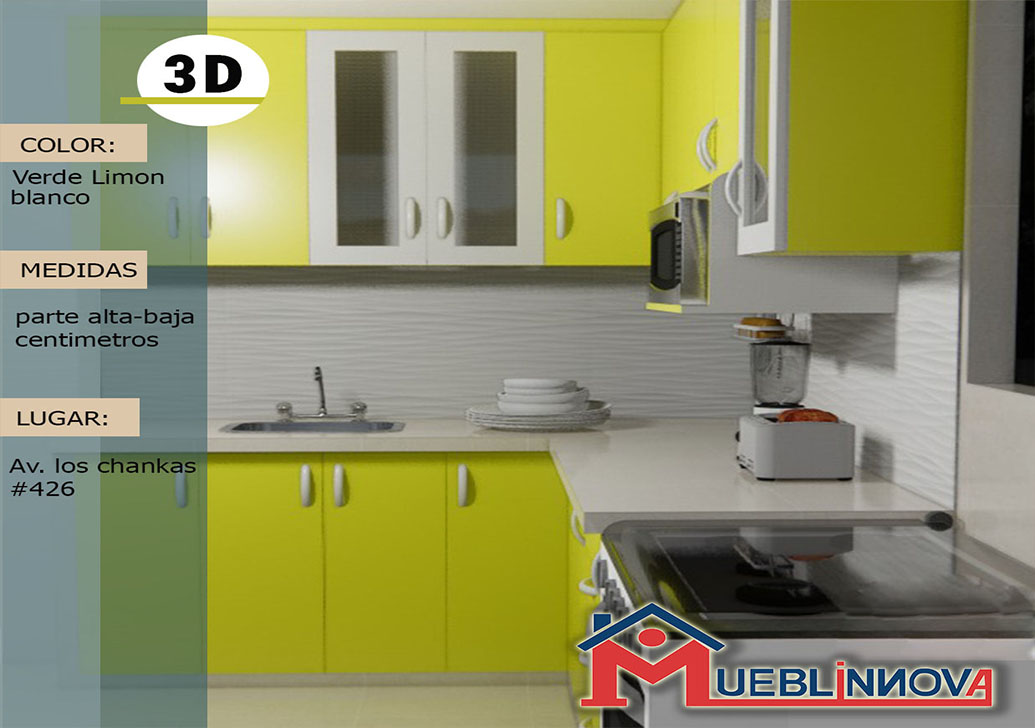 3D
COLOR:
Verde Limon
blanco
MEDIDAS
parte alta-baja
centimetros
LUGAR:
Av. los chankas
#426
MUEBLiNNOVA